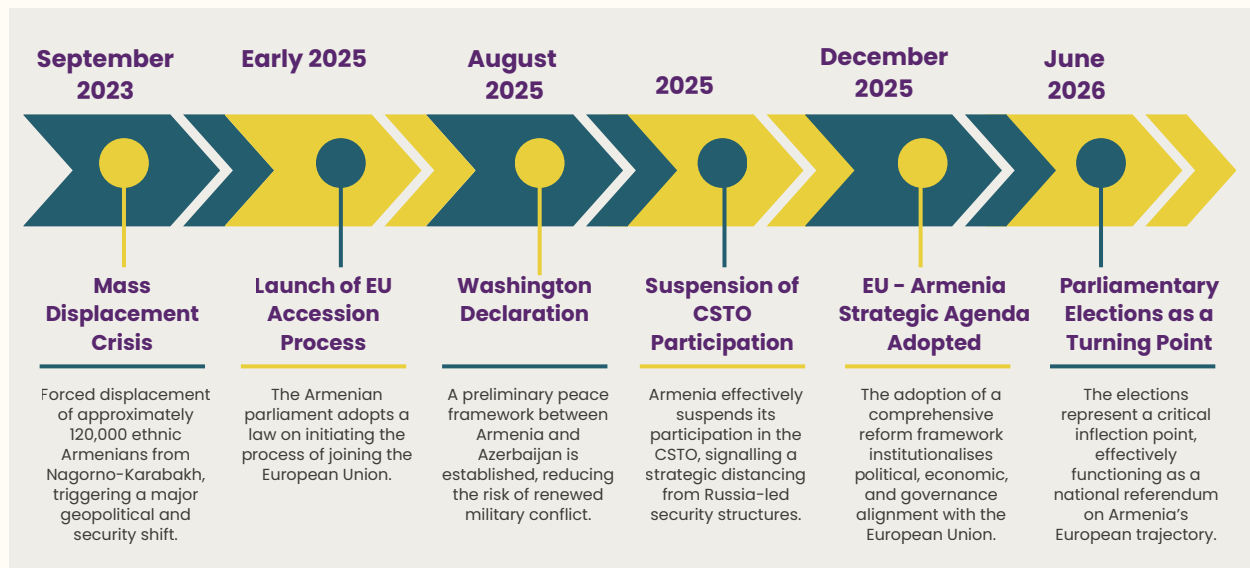 September
2023
Early 2025
August
2025
2025
December
2025
June
2026
Mass
Displacement
Crisis
Forced displacement
of approximately
120,000 ethnic
Armenians from
Nagorno-Karabakh,
triggering a major
geopolitical and
security shift.
Launch of EU
Accession
Process
The Armenian
parliament adopts a
law on initiating the
process of joining the
European Union.
Washington
Declaration
A preliminary peace
framework between
Armenia and
Azerbaijan is
established, reducing
the risk of renewed
military conflict.
Suspension of
CSTO
Participation
Armenia effectively
suspends its
participation in the
CSTO, signalling a
strategic distancing
from Russia-led
security structures.
EU - Armenia
Strategic Agenda
Adopted
The adoption of a
comprehensive
reform framework
institutionalises
political, economic,
and governance
alignment with the
European Union.
Parliamentary
Elections as a
Turning Point
The elections
represent a critical
inflection point,
effectively
functioning as a
national referendum
on Armenia’s
European trajectory.